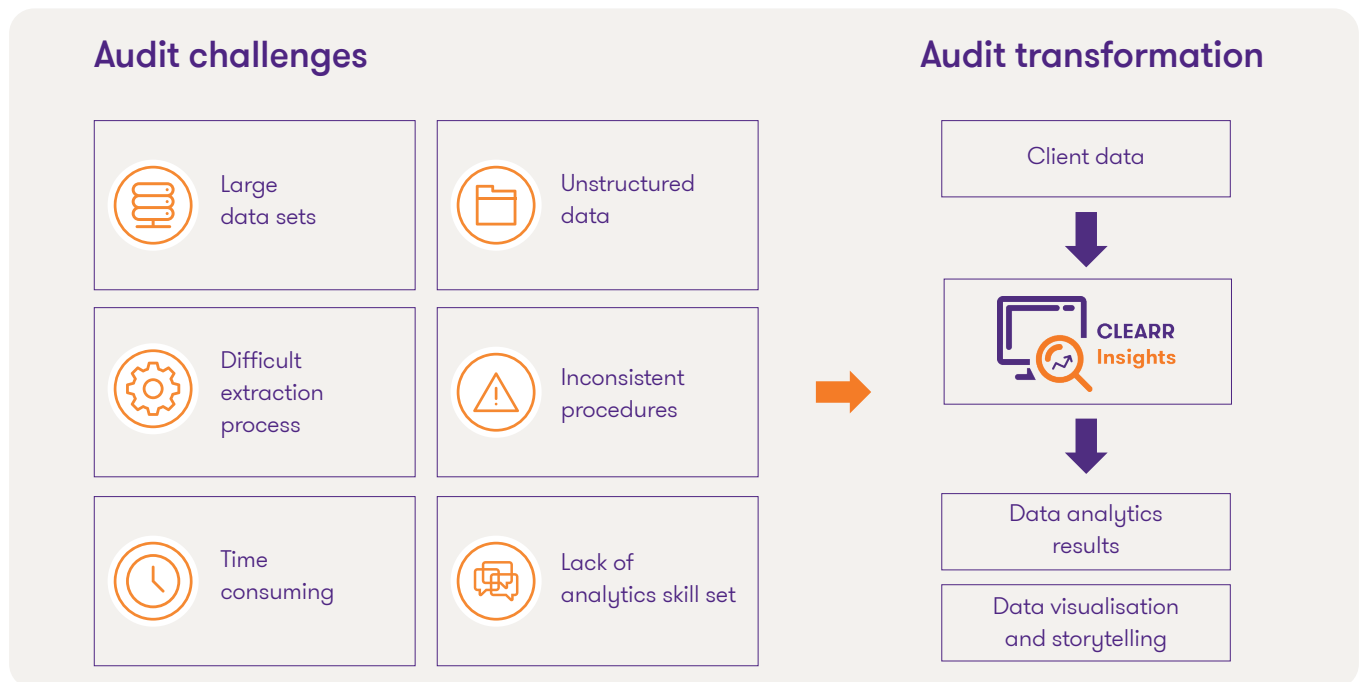 Audit challenges
Audit transformation
Large
data sets
Unstructured
data
Difficult
extraction
process
Inconsistent
procedures
Time
consuming
Lack of
analytics skill set
Client data
CLEARR
Insights
Data analytics
results
Data visualisation
and storytelling